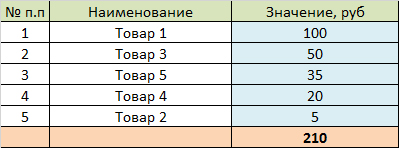 № п.п Наименование Значение, руб
1 Товар 1 100
2 Товар 3 50
3 Товар 5 35
4 Товар 4 20
5 Товар 2 5
210